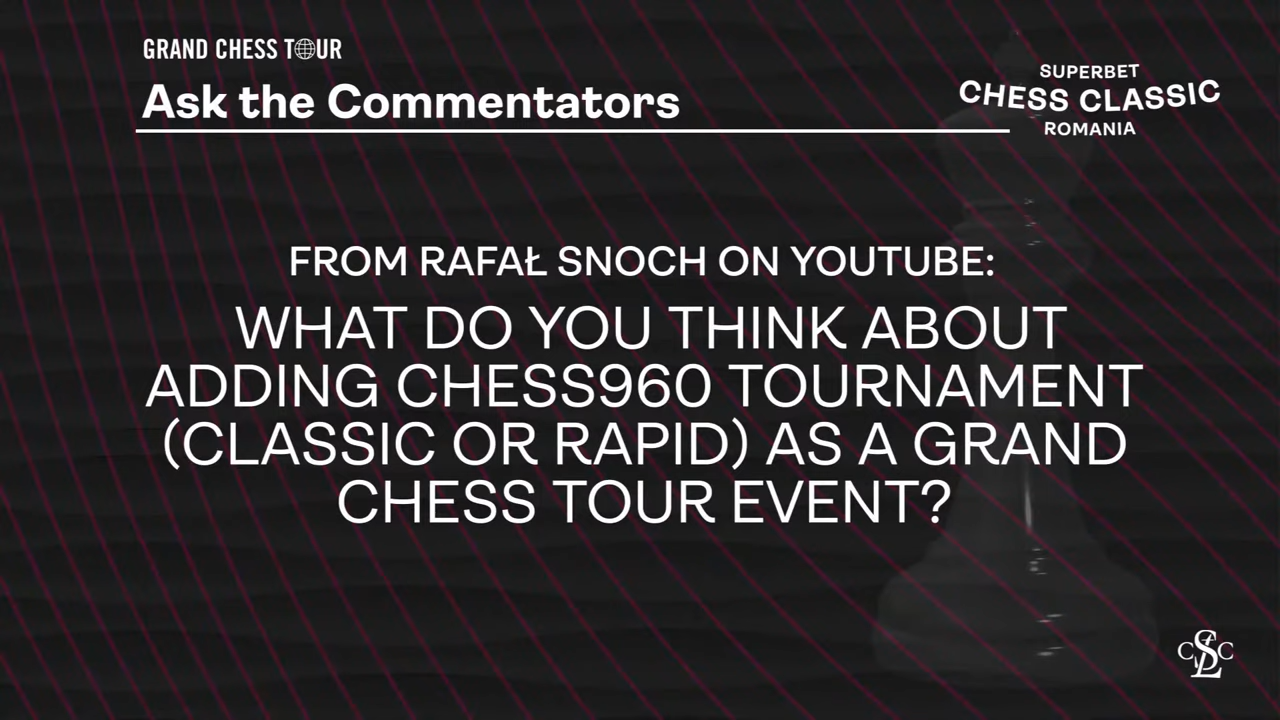 GRAND CHESS TOUR
Ask the Commentators
SUPERBET
CHESS CLASSIC
ROMANIA
FROM RAFAŁ SNOCH ON YOUTUBE:
WHAT DO YOU THINK ABOUT
ADDING CHESS960 TOURNAMENT
(CLASSIC OR RAPID) AS A GRAND
CHESS TOUR EVENT?
CSLC